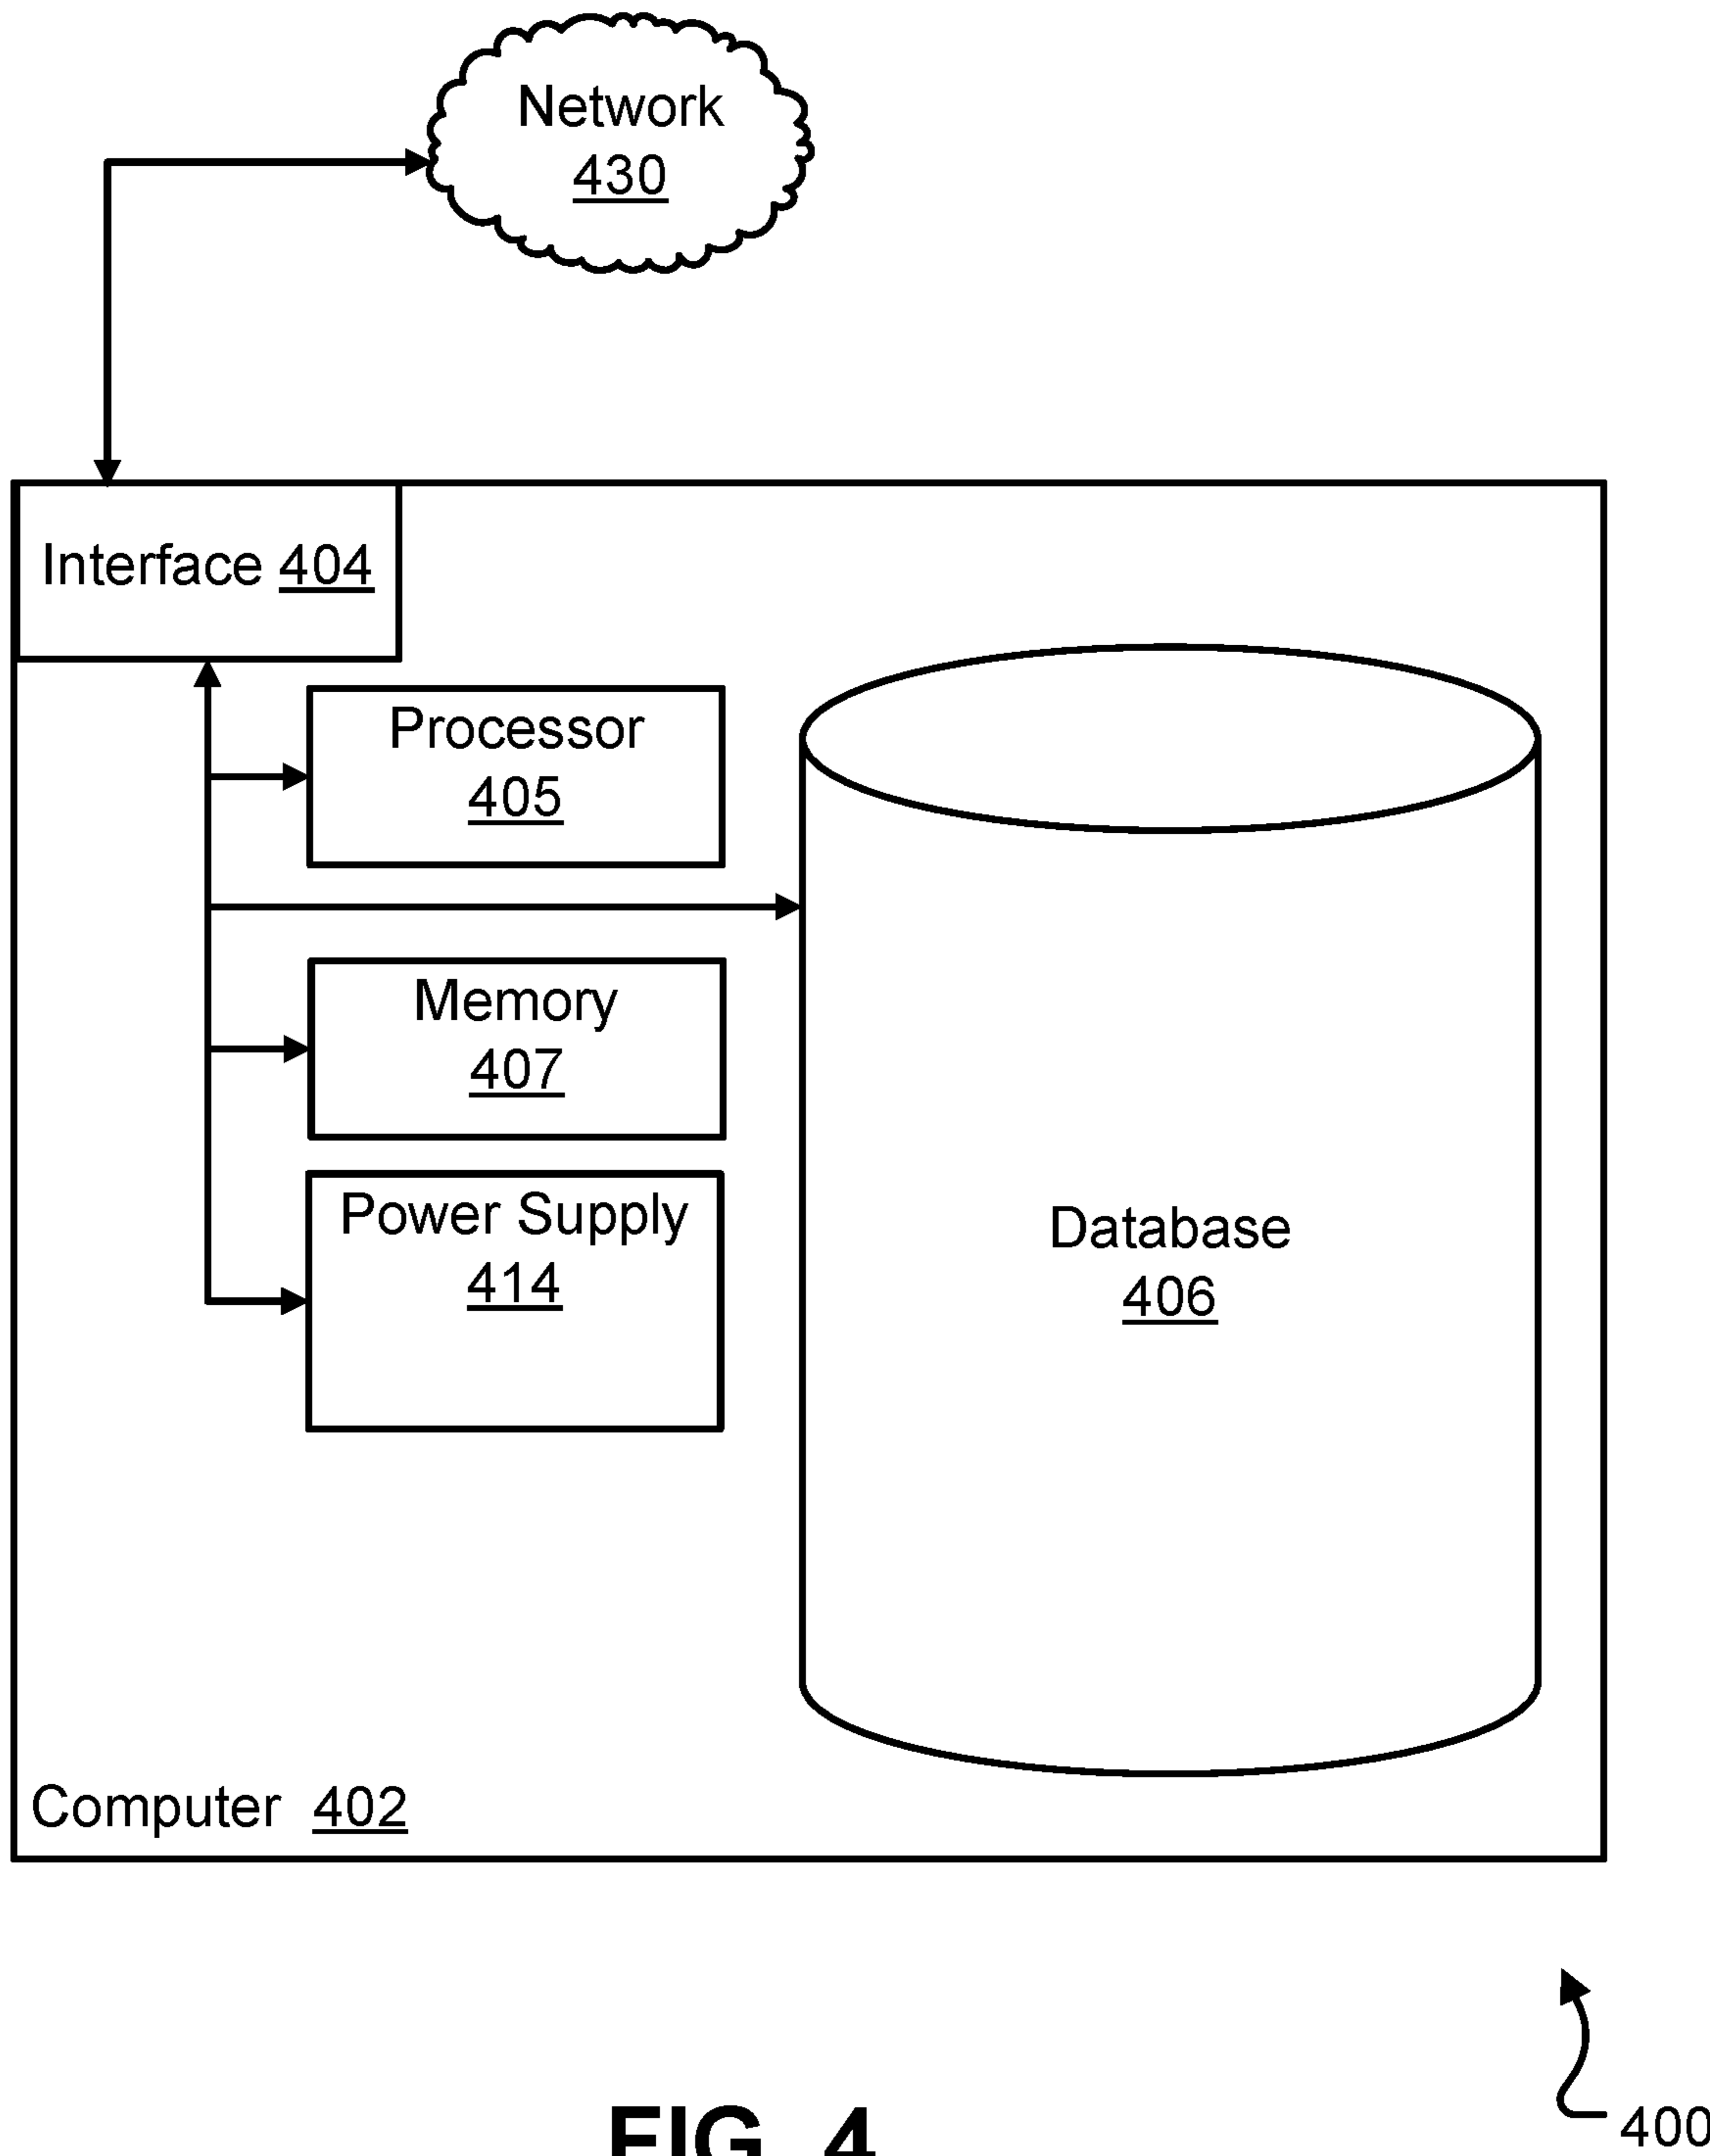 Network
430
Interface 404
Processor
405
Memory
407
Power Supply
414
Database
406
Computer 402
400
FIG. 4